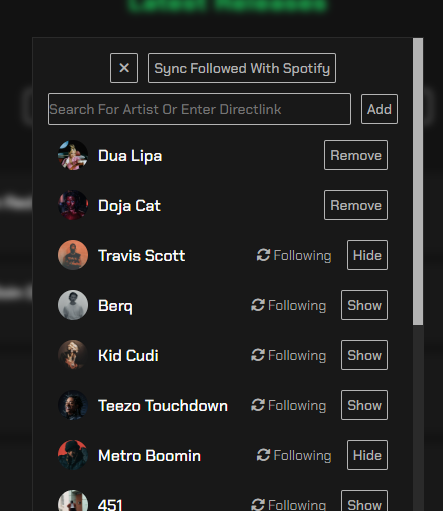 Latest Releases
✕ Sync Followed With Spotify
Search For Artist Or Enter Directlink Add
Dua Lipa Remove
Doja Cat Remove
Travis Scott Following Hide
Berq Following Show
Kid Cudi Following Show
Teezo Touchdown Following Show
Metro Boomin Following Hide
451 Following Show